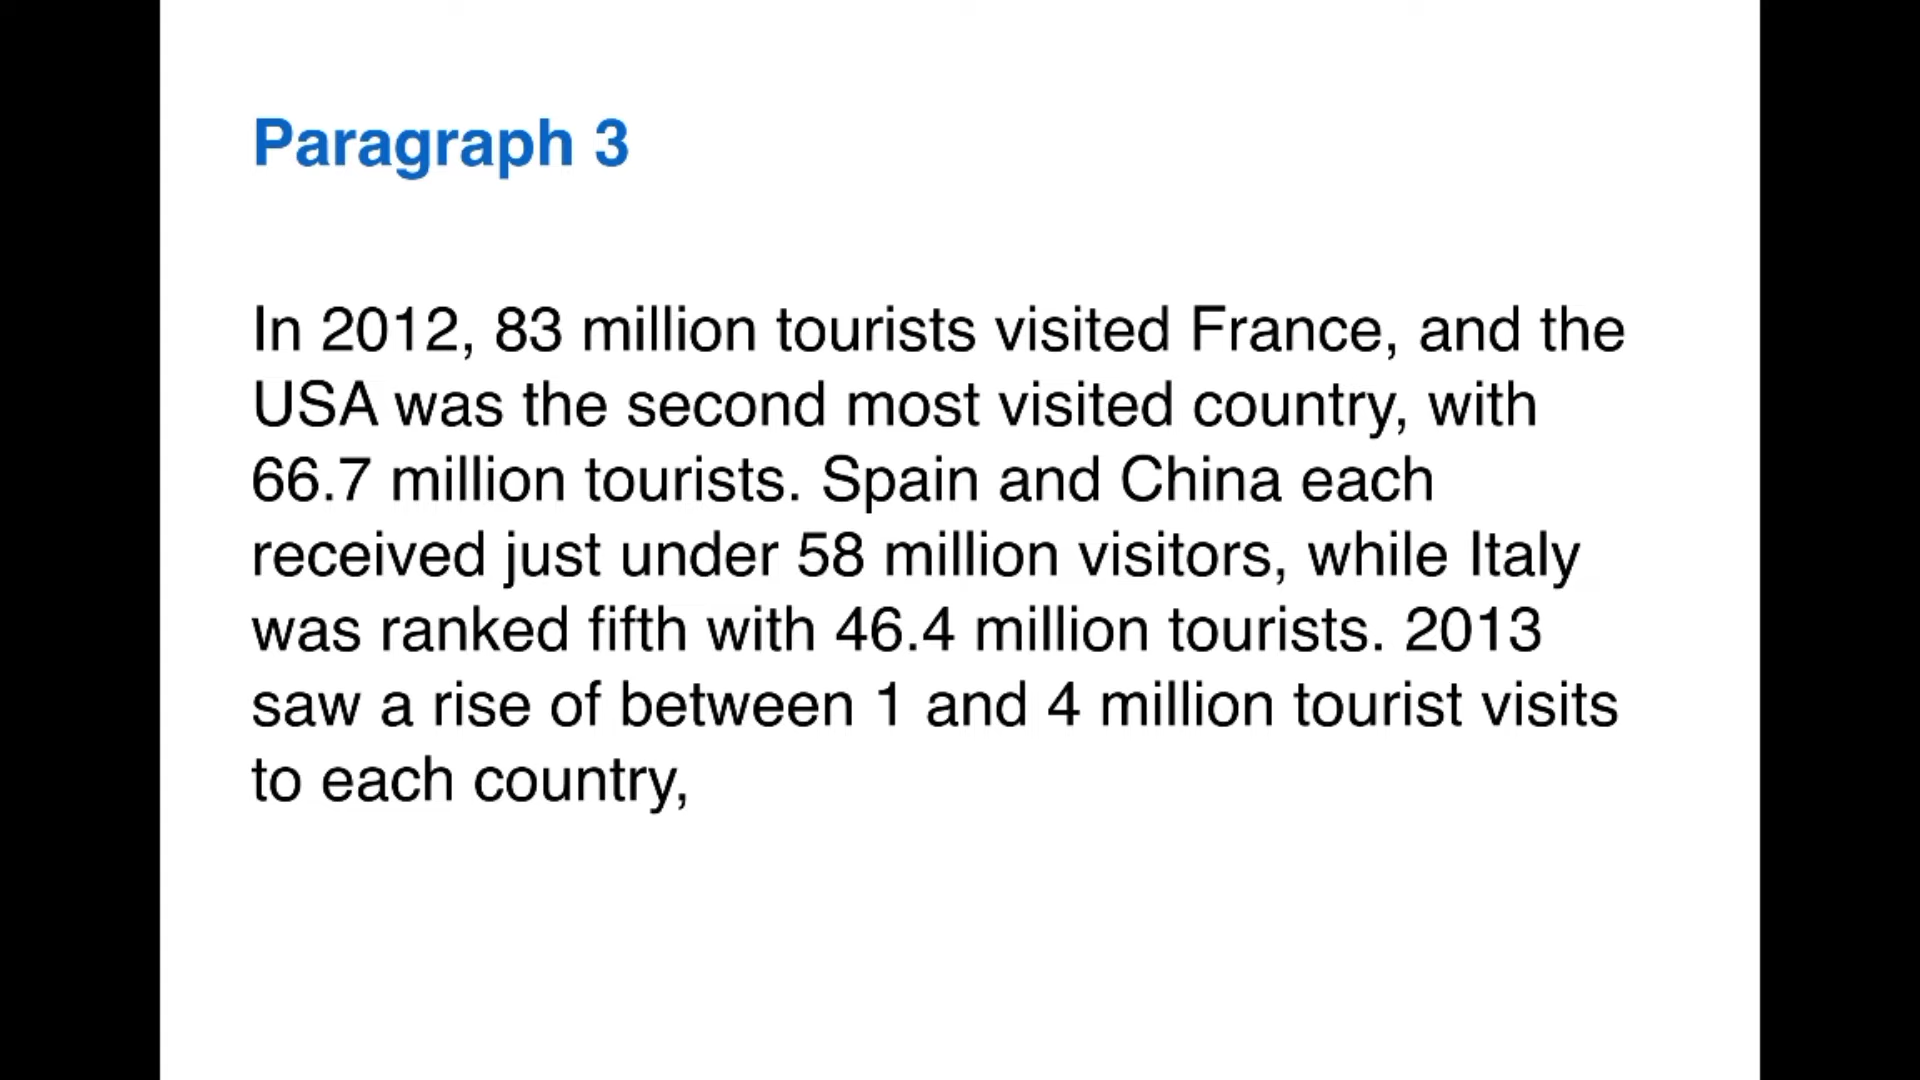 Paragraph 3
In 2012, 83 million tourists visited France, and the
USA was the second most visited country, with
66.7 million tourists. Spain and China each
received just under 58 million visitors, while Italy
was ranked fifth with 46.4 million tourists. 2013
saw a rise of between 1 and 4 million tourist visits
to each country,